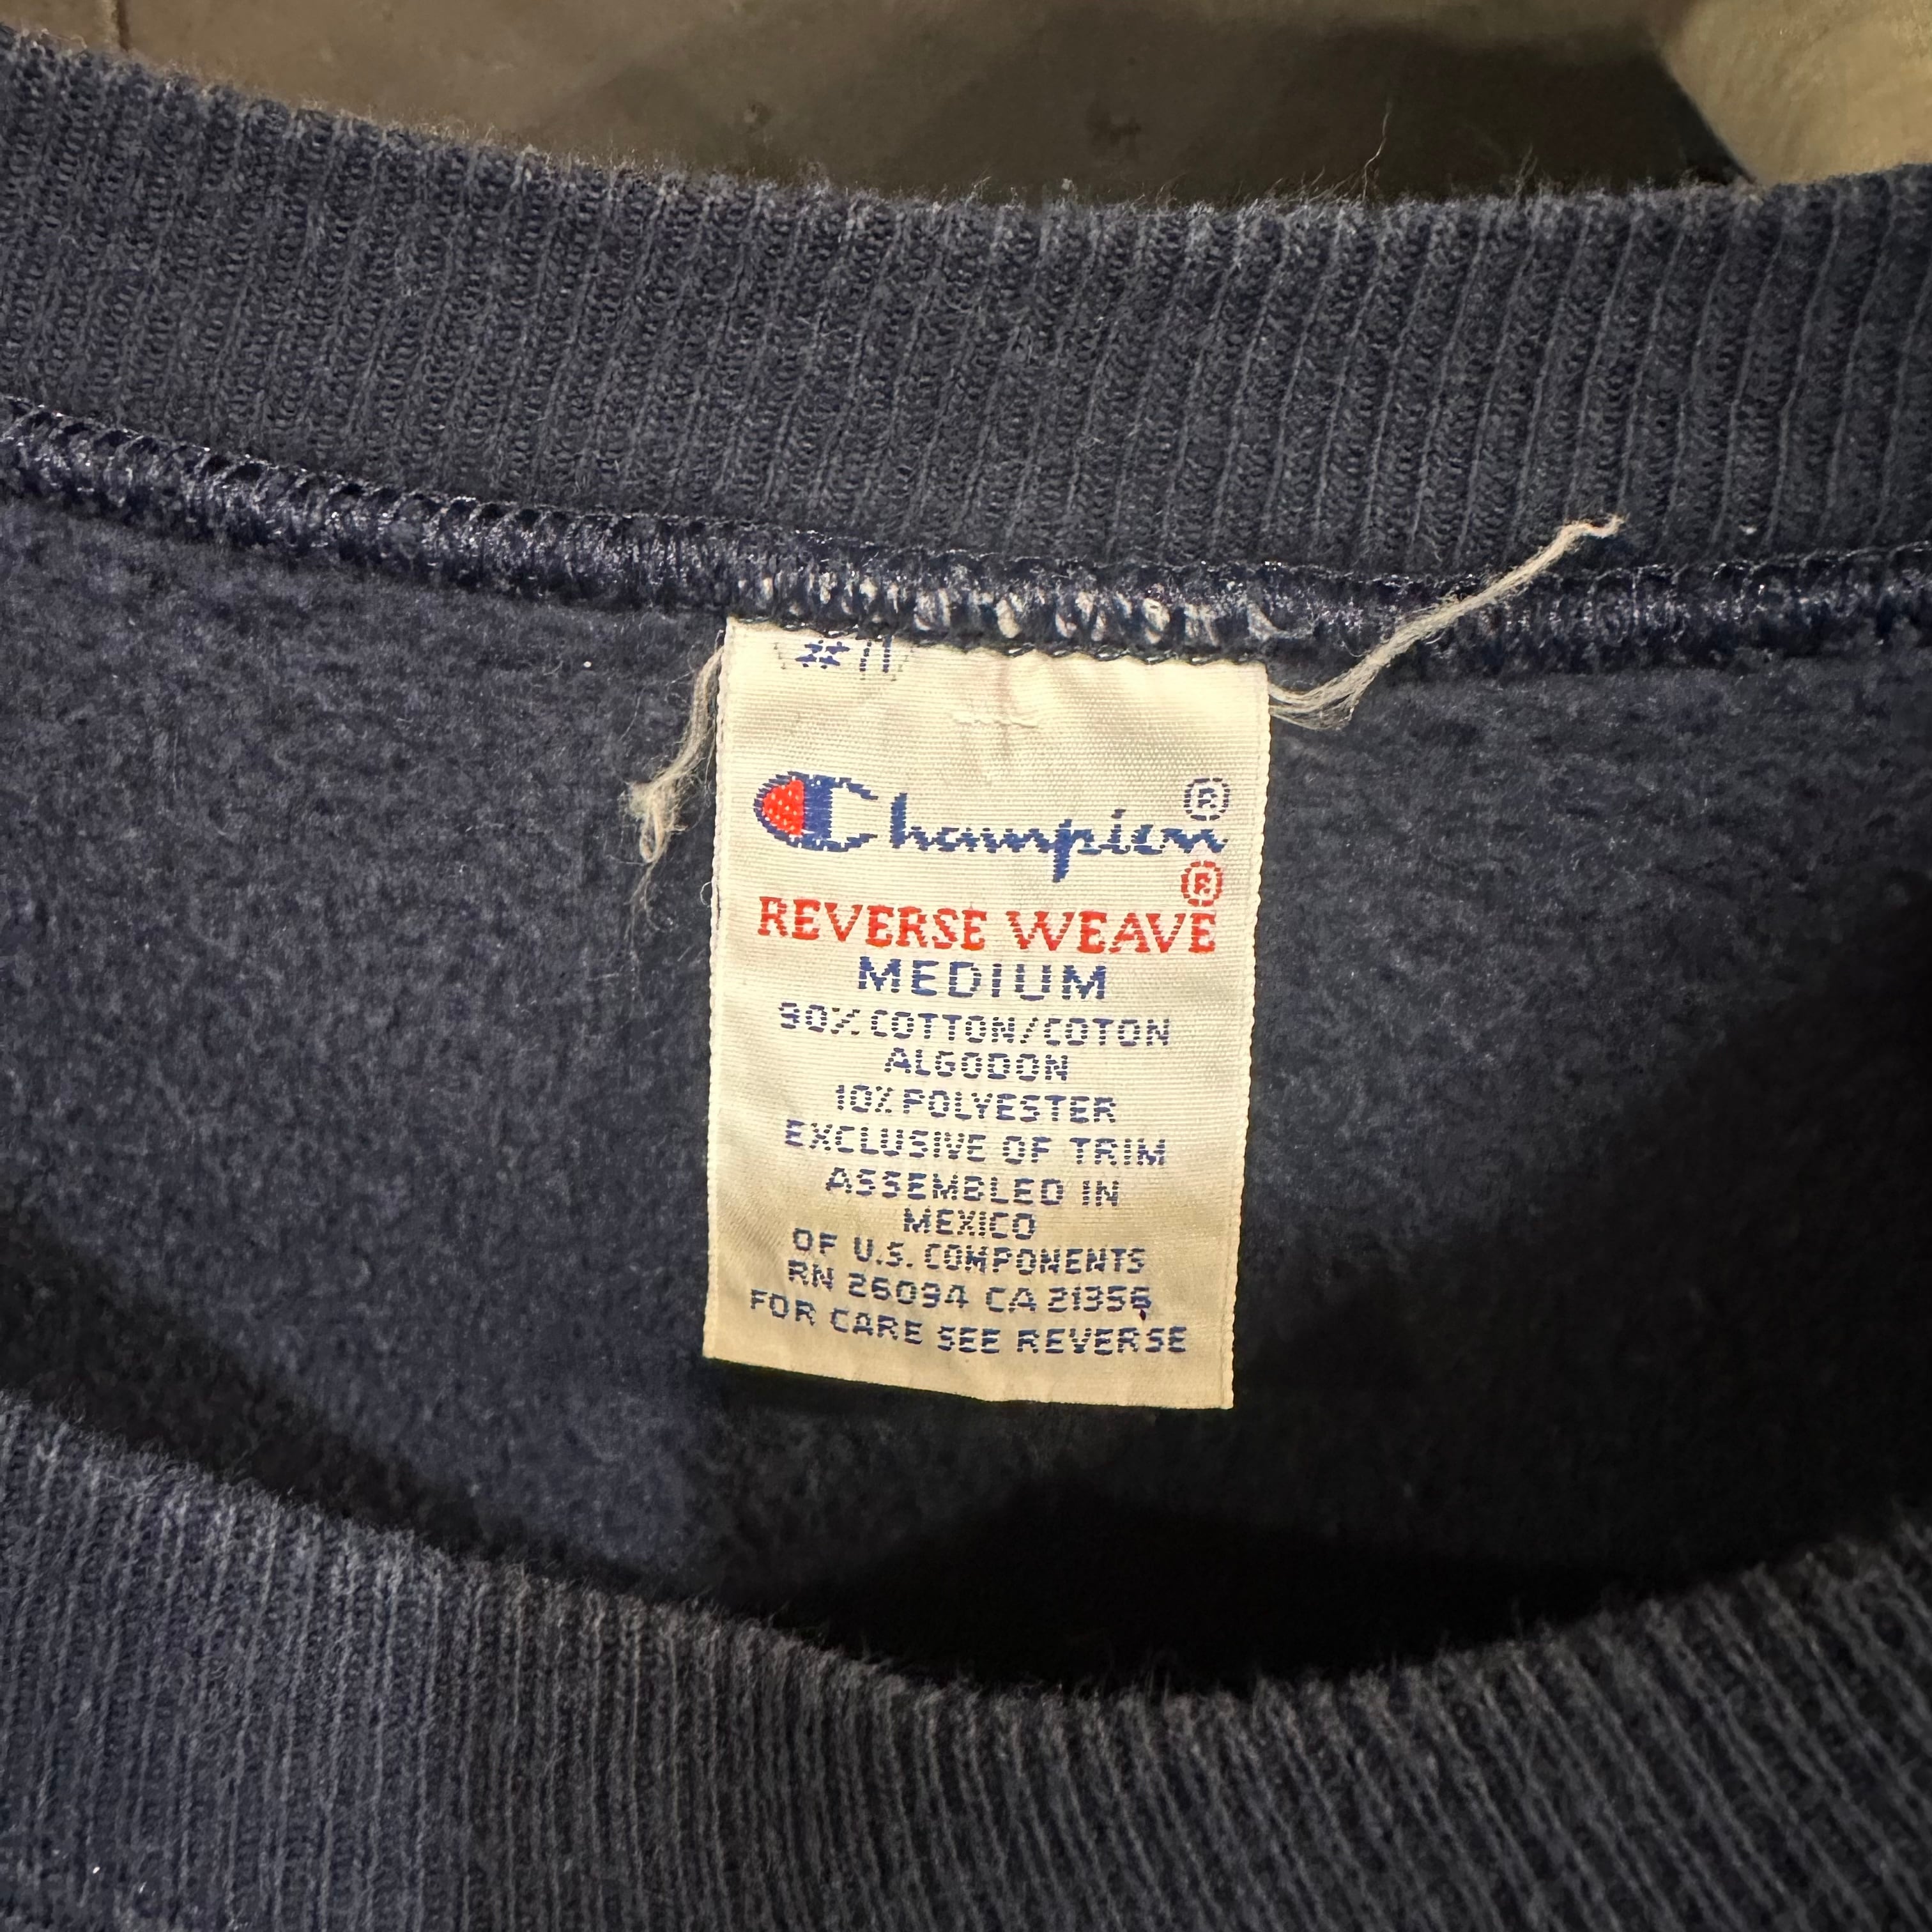 #11
Champion®
REVERSE WEAVE®
MEDIUM
90% COTTON/COTON
ALGODON
10% POLYESTER
EXCLUSIVE OF TRIM
ASSEMBLED IN
MEXICO
OF U.S. COMPONENTS
RN 26094 CA 21356
FOR CARE SEE REVERSE